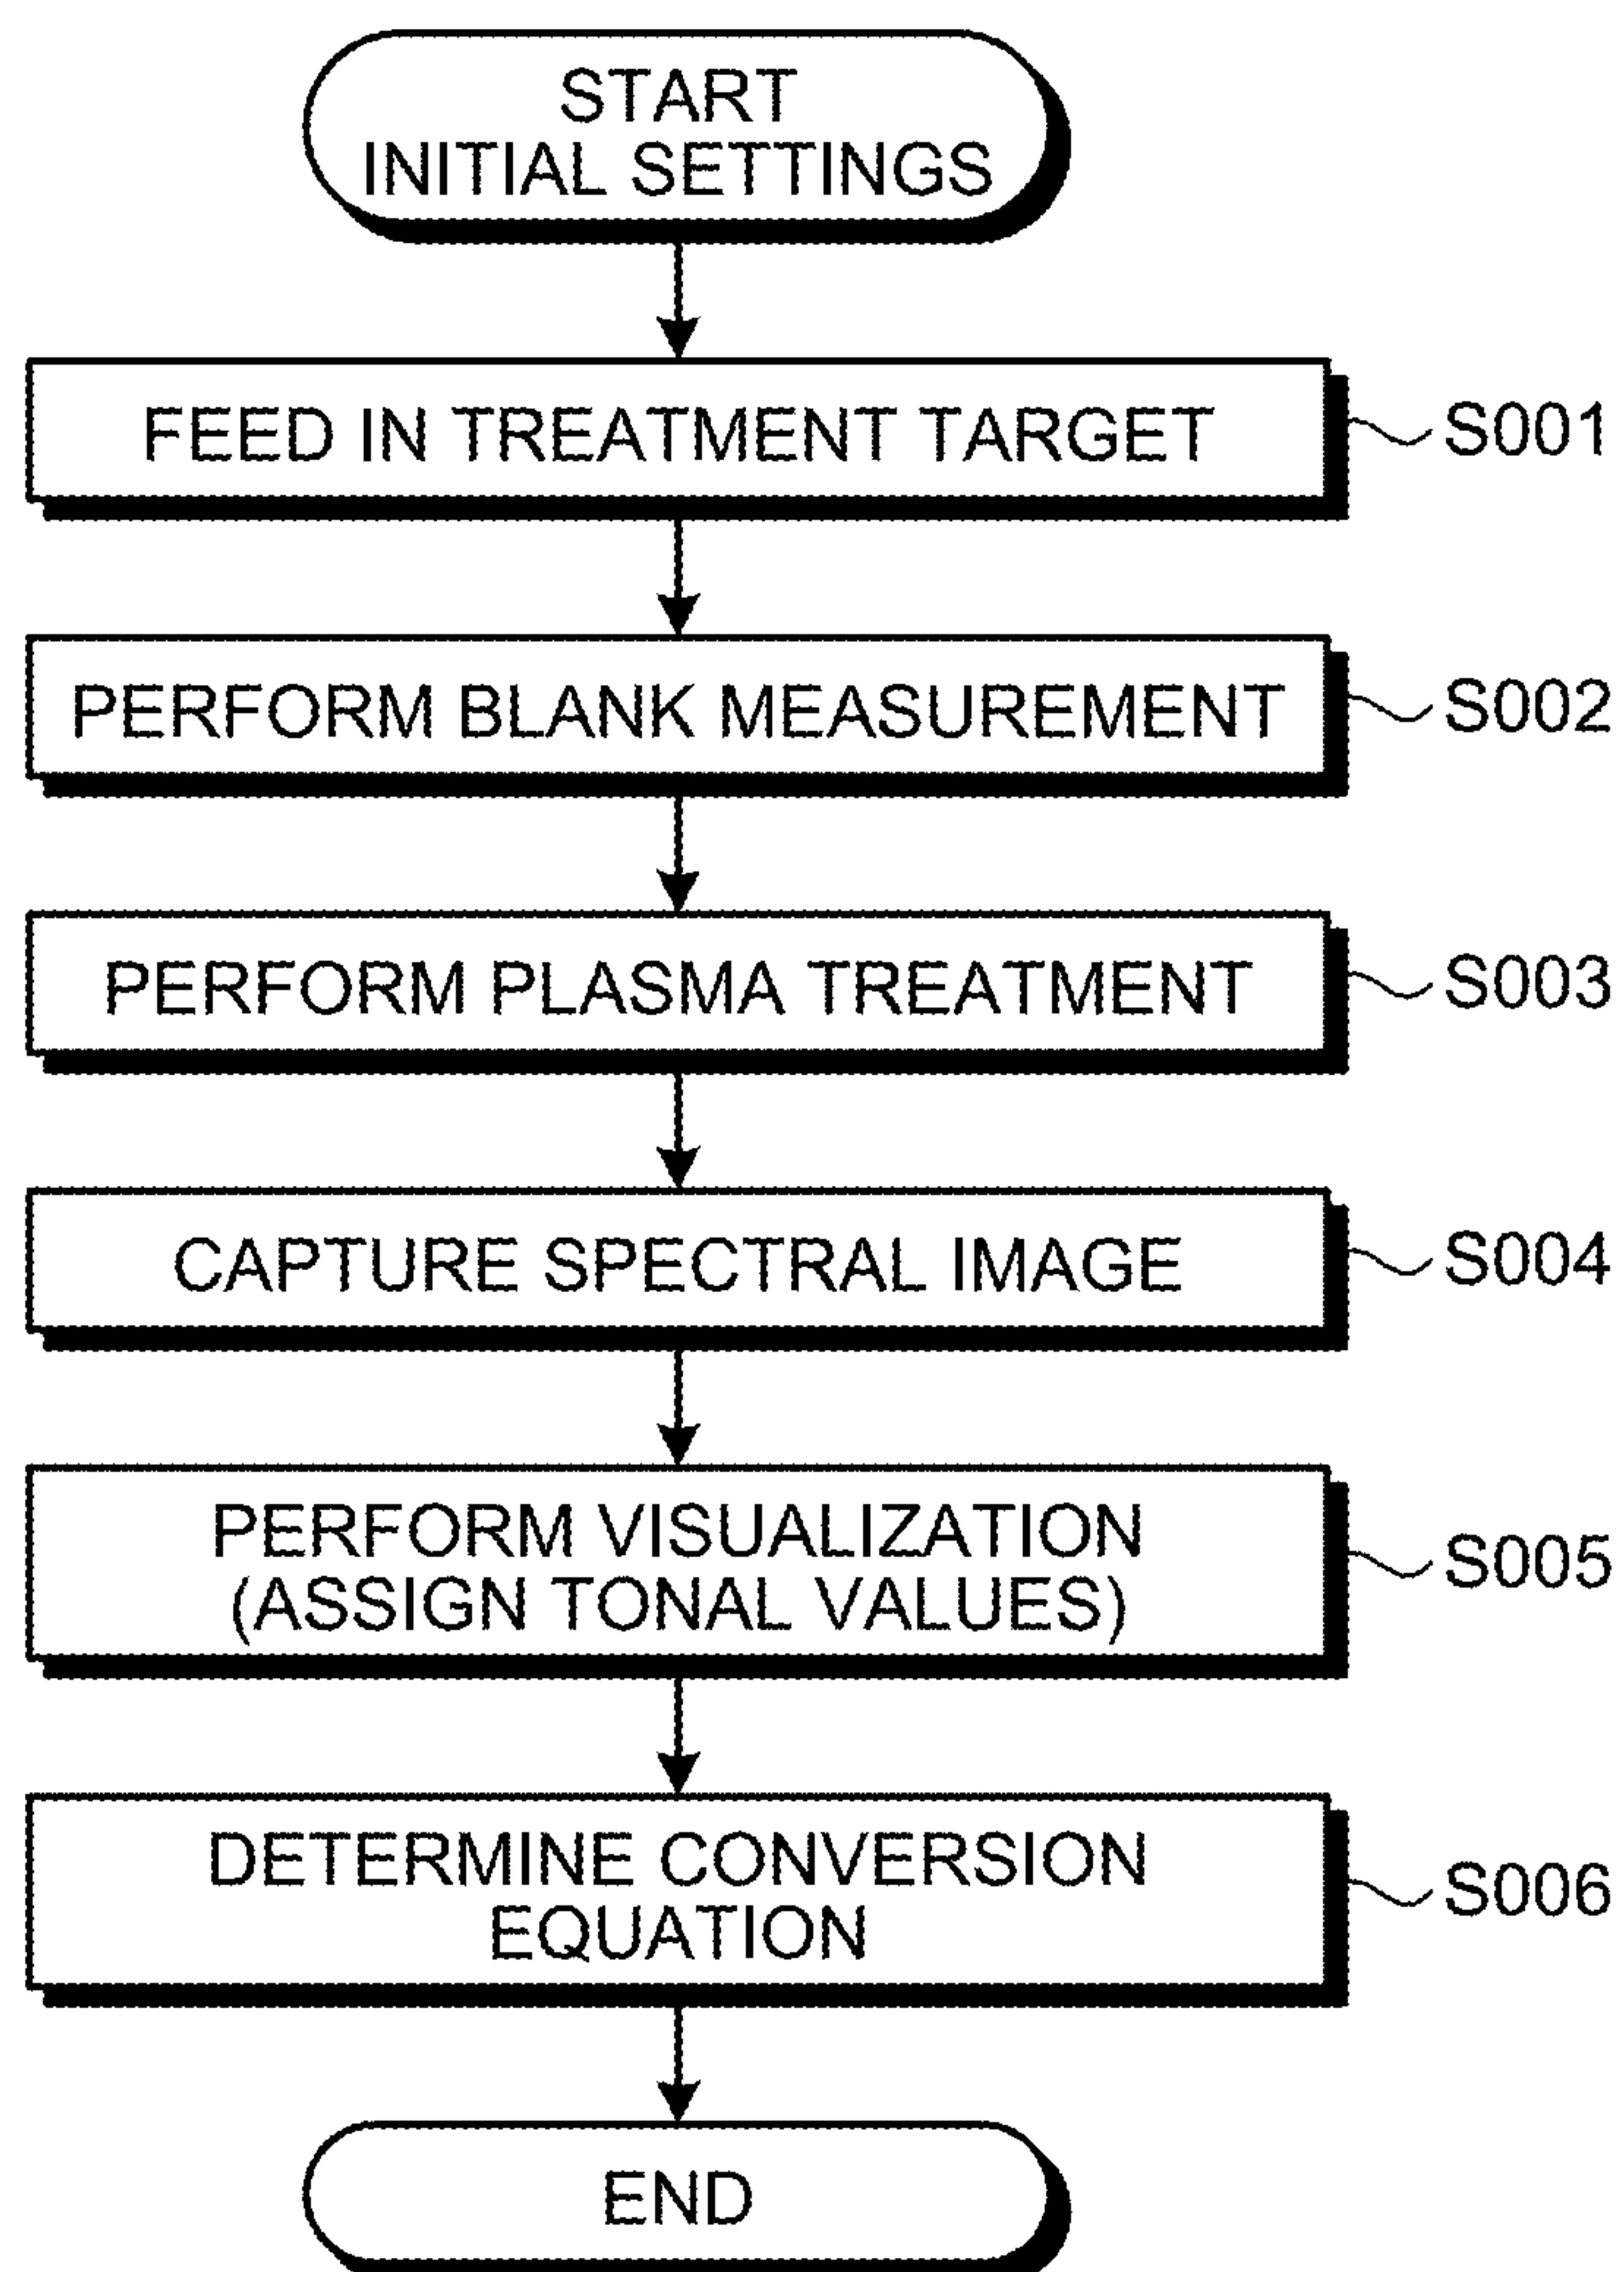 START
INITIAL SETTINGS
FEED IN TREATMENT TARGET
S001
PERFORM BLANK MEASUREMENT
S002
PERFORM PLASMA TREATMENT
S003
CAPTURE SPECTRAL IMAGE
S004
PERFORM VISUALIZATION
(ASSIGN TONAL VALUES)
S005
DETERMINE CONVERSION
EQUATION
S006
END